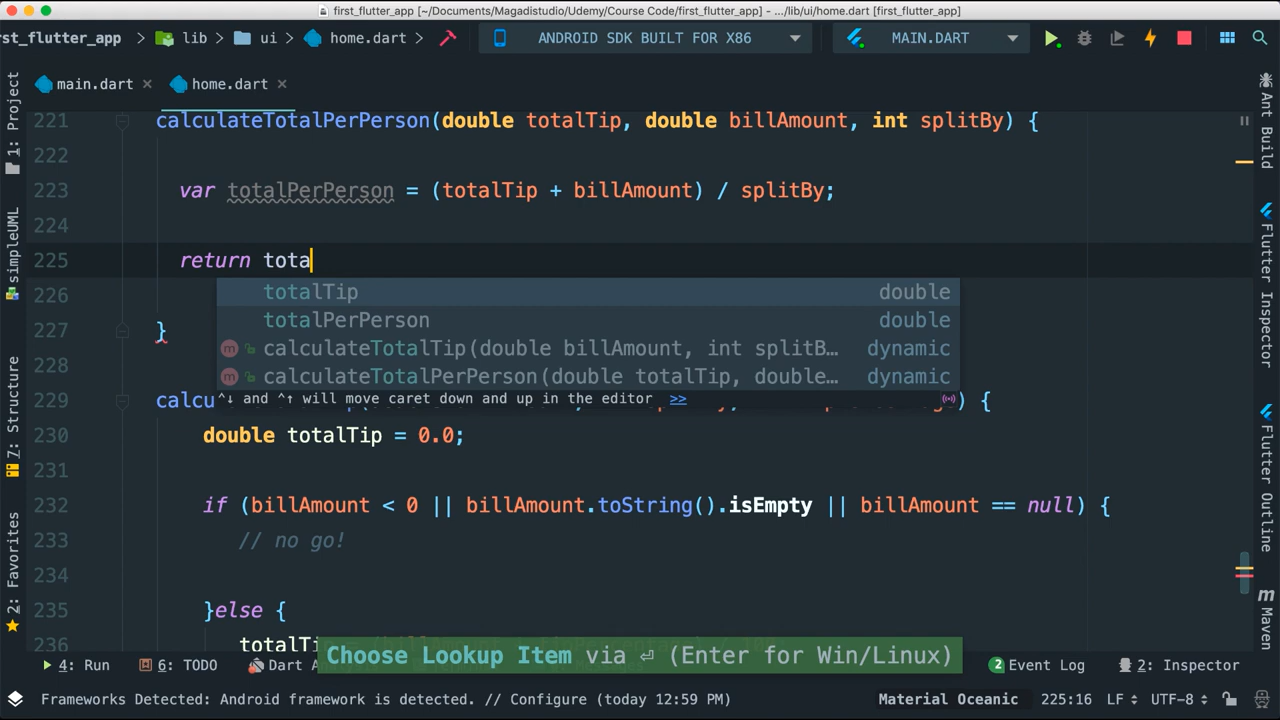 first_flutter_app [~/Documents/Magadistudio/Udemy/Course Code/first_flutter_app] - .../lib/ui/home.dart [first_flutter_app]
rst_flutter_app lib ui home.dart ANDROID SDK BUILT FOR X86 MAIN.DART
main.dart home.dart
1: Project
simpleUML
7: Structure
2: Favorites
221 calculateTotalPerPerson(double totalTip, double billAmount, int splitBy) {
222
223 var totalPerPerson = (totalTip + billAmount) / splitBy;
224
225 return tota
totalTip double
226
totalPerPerson double
227 }
calculateTotalTip(double billAmount, int splitB… dynamic
228
calculateTotalPerPerson(double totalTip, double… dynamic
^↓ and ^↑ will move caret down and up in the editor >>
229 calcu ) {
230 double totalTip = 0.0;
231
232 if (billAmount < 0 || billAmount.toString().isEmpty || billAmount == null) {
233 // no go!
234
235 }else {
236
Choose Lookup Item via ⏎ (Enter for Win/Linux)
Ant Build
Flutter Inspector
Flutter Outline
Maven
4: Run 6: TODO Dart 2 Event Log 2: Inspector
Frameworks Detected: Android framework is detected. // Configure (today 12:59 PM) Material Oceanic 225:16 LF UTF-8